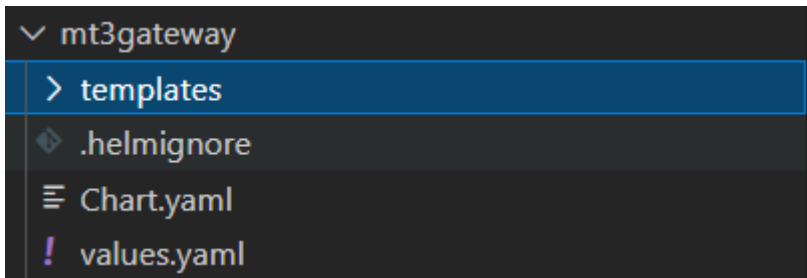 mt3gateway
templates
.helmignore
Chart.yaml
! values.yaml